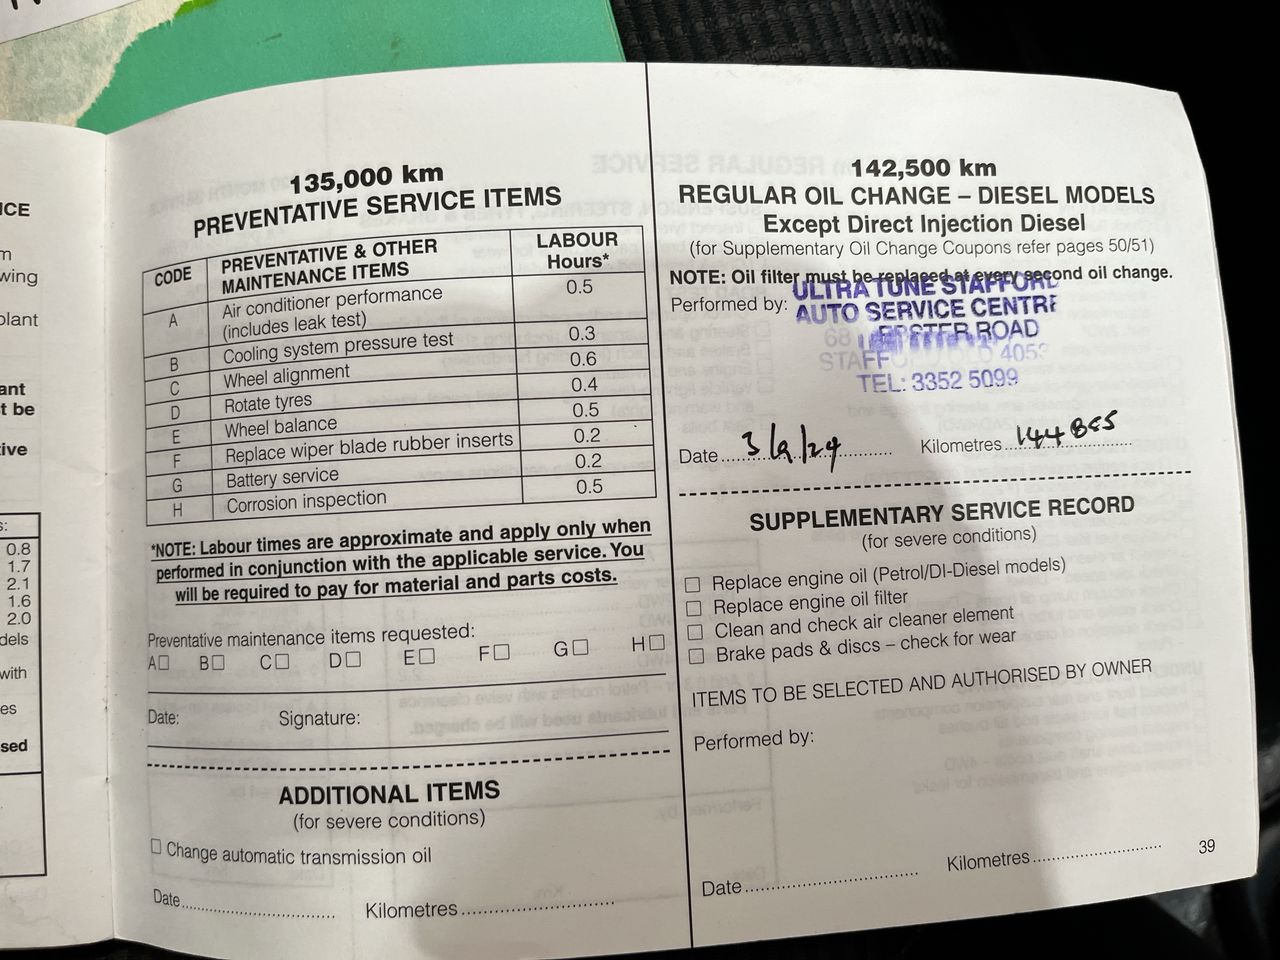 ICE
m
wing
plant
ant
t be
ive
s:
0.8
1.7
2.1
1.6
2.0
dels
with
es
sed
135,000 km
PREVENTATIVE SERVICE ITEMS
CODE PREVENTATIVE & OTHER MAINTENANCE ITEMS LABOUR Hours*
A Air conditioner performance (includes leak test) 0.5
B Cooling system pressure test 0.3
C Wheel alignment 0.6
D Rotate tyres 0.4
E Wheel balance 0.5
F Replace wiper blade rubber inserts 0.2
G Battery service 0.2
H Corrosion inspection 0.5
*NOTE: Labour times are approximate and apply only when
performed in conjunction with the applicable service. You
will be required to pay for material and parts costs.
Preventative maintenance items requested:
A☐ B☐ C☐ D☐ E☐ F☐ G☐ H☐
Date: Signature:
ADDITIONAL ITEMS
(for severe conditions)
☐ Change automatic transmission oil
Date.................... Kilometres....................
142,500 km
REGULAR OIL CHANGE – DIESEL MODELS
Except Direct Injection Diesel
(for Supplementary Oil Change Coupons refer pages 50/51)
NOTE: Oil filter must be replaced at every second oil change.
Performed by: ULTRA TUNE STAFFORD
AUTO SERVICE CENTRE
68 ROAD
STAFFORD QLD 4053
TEL: 3352 5099
Date 3/9/24 Kilometres 144855
SUPPLEMENTARY SERVICE RECORD
(for severe conditions)
☐ Replace engine oil (Petrol/DI-Diesel models)
☐ Replace engine oil filter
☐ Clean and check air cleaner element
☐ Brake pads & discs – check for wear
ITEMS TO BE SELECTED AND AUTHORISED BY OWNER
Performed by:
Date.................... Kilometres....................
39